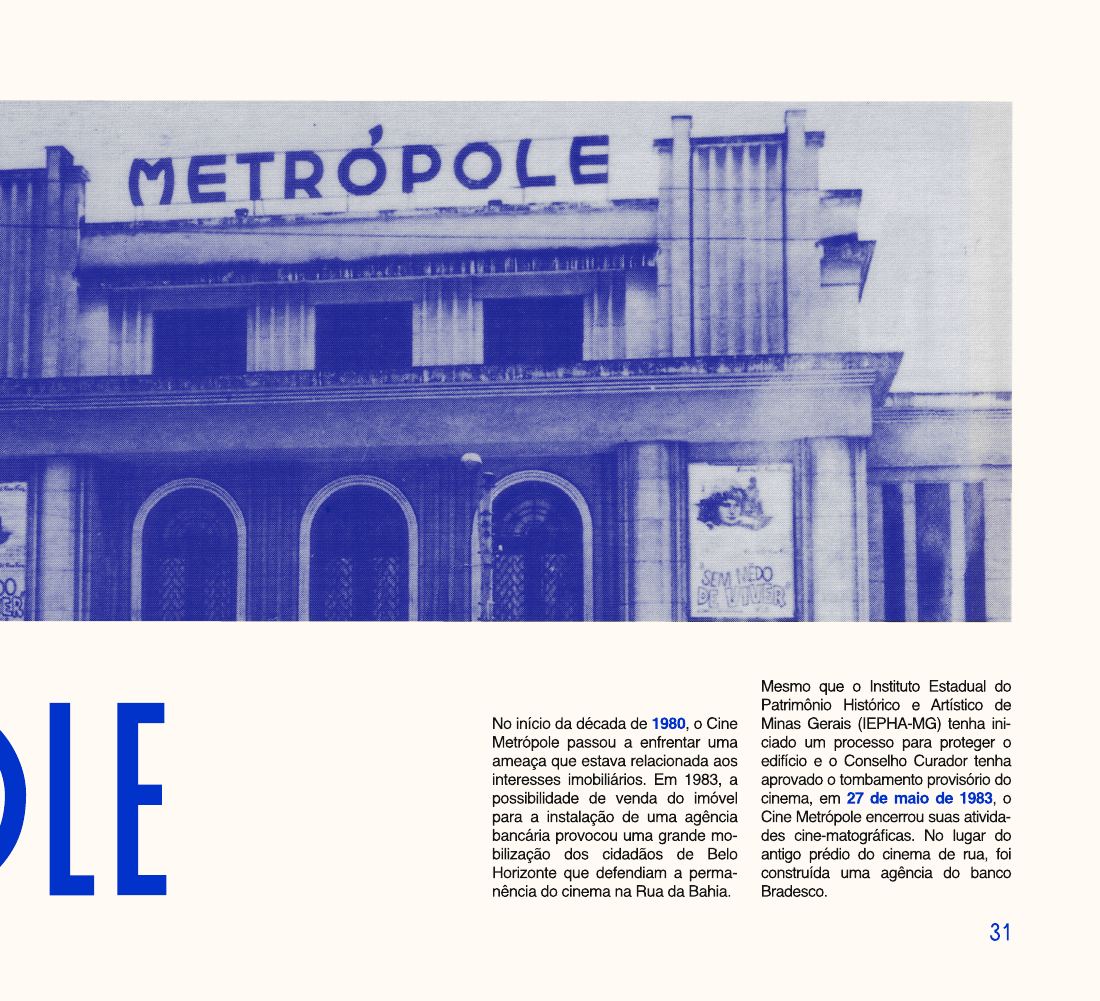 METRÓPOLE
"SEM MÊDO
DE VIVER"
OLE
No início da década de 1980, o Cine
Metrópole passou a enfrentar uma
ameaça que estava relacionada aos
interesses imobiliários. Em 1983, a
possibilidade de venda do imóvel
para a instalação de uma agência
bancária provocou uma grande mo-
bilização dos cidadãos de Belo
Horizonte que defendiam a perma-
nência do cinema na Rua da Bahia.
Mesmo que o Instituto Estadual do
Patrimônio Histórico e Artístico de
Minas Gerais (IEPHA-MG) tenha ini-
ciado um processo para proteger o
edifício e o Conselho Curador tenha
aprovado o tombamento provisório do
cinema, em 27 de maio de 1983, o
Cine Metrópole encerrou suas ativida-
des cine-matográficas. No lugar do
antigo prédio do cinema de rua, foi
construída uma agência do banco
Bradesco.
31